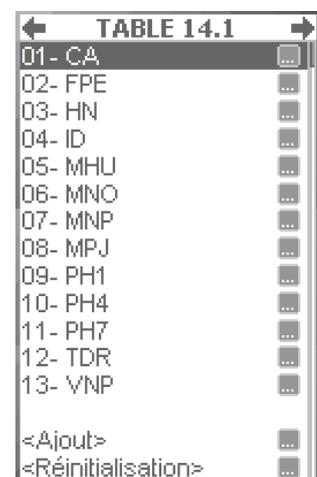 TABLE 14.1
01- CA
02- FPE
03- HN
04- ID
05- MHU
06- MNO
07- MNP
08- MPJ
09- PH1
10- PH4
11- PH7
12- TDR
13- VNP
<Ajout>
<Réinitialisation>